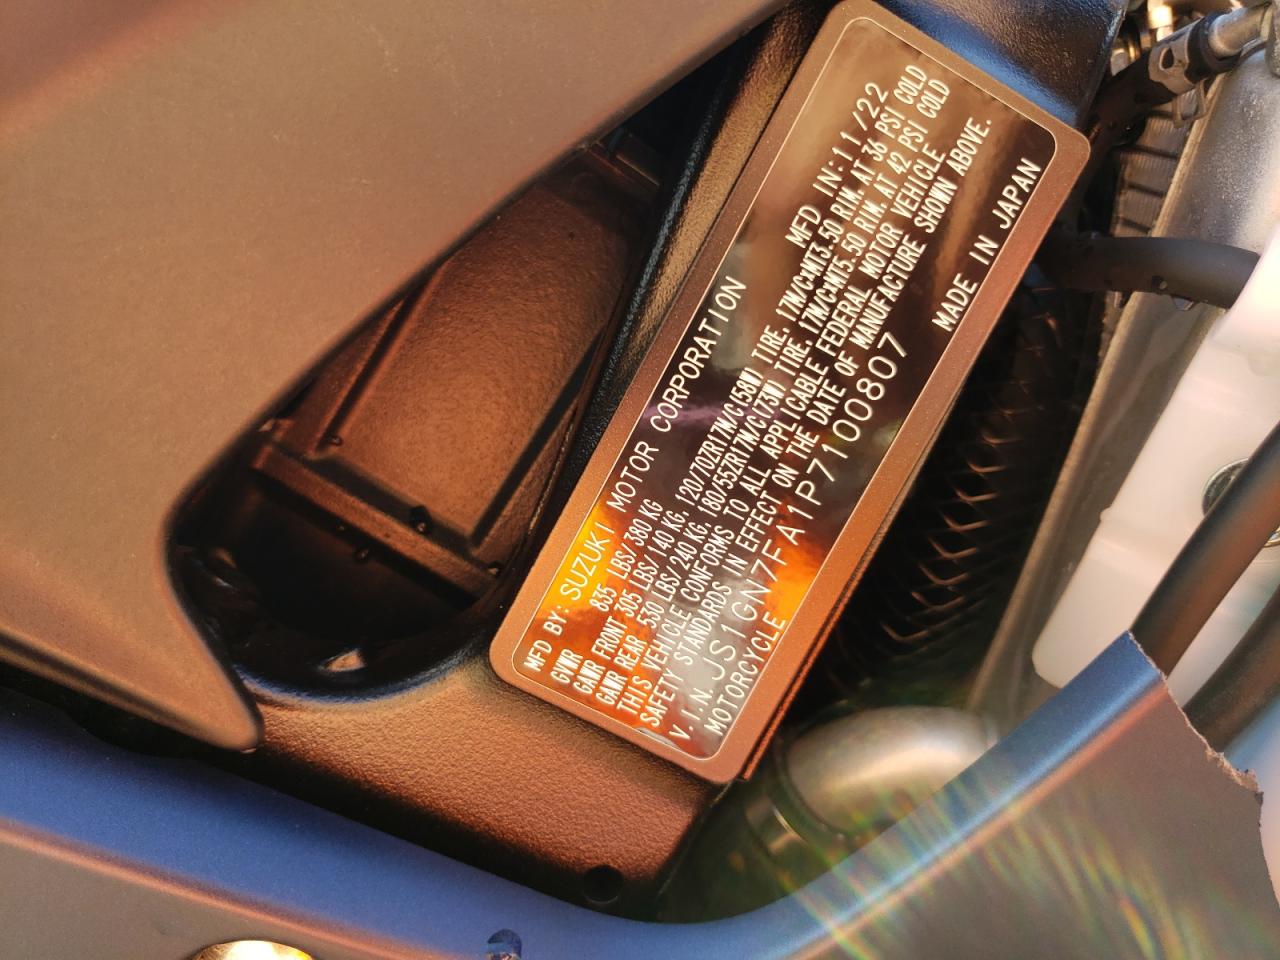 MFD BY: SUZUKI MOTOR CORPORATION MFD IN: 11/22
GVWR 835 LBS/380 KG
GAWR FRONT 305 LBS/140 KG, 120/70ZR17M/C(58W) TIRE, 17M/C×MT3.50 RIM, AT 36 PSI COLD
GAWR REAR 530 LBS/240 KG, 180/55ZR17M/C(73W) TIRE, 17M/C×MT5.50 RIM, AT 42 PSI COLD
THIS VEHICLE CONFORMS TO ALL APPLICABLE FEDERAL MOTOR VEHICLE
SAFETY STANDARDS IN EFFECT ON THE DATE OF MANUFACTURE SHOWN ABOVE.
V.I.N. JS1GN7FA1P7100807
MOTORCYCLE MADE IN JAPAN